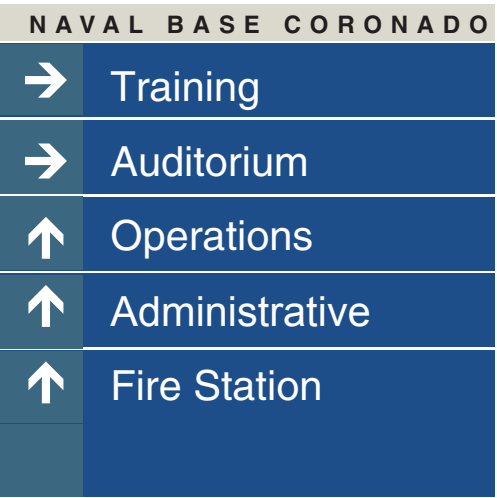 NAVAL BASE CORONADO
→ Training
→ Auditorium
↑ Operations
↑ Administrative
↑ Fire Station